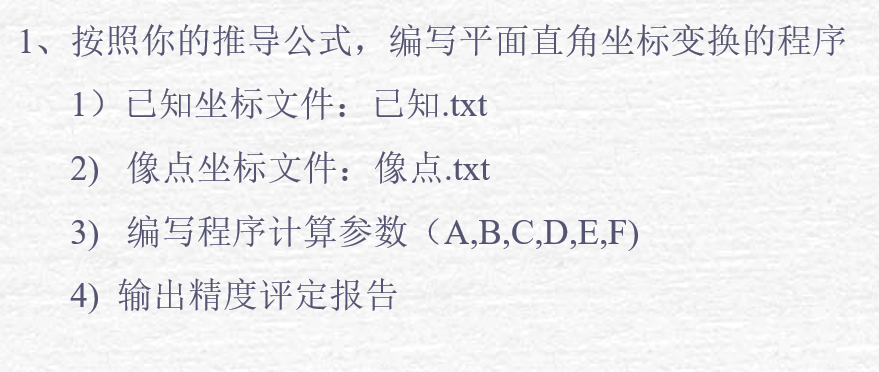 1、按照你的推导公式，编写平面直角坐标变换的程序
1）已知坐标文件：已知.txt
2) 像点坐标文件：像点.txt
3) 编写程序计算参数（A,B,C,D,E,F)
4) 输出精度评定报告